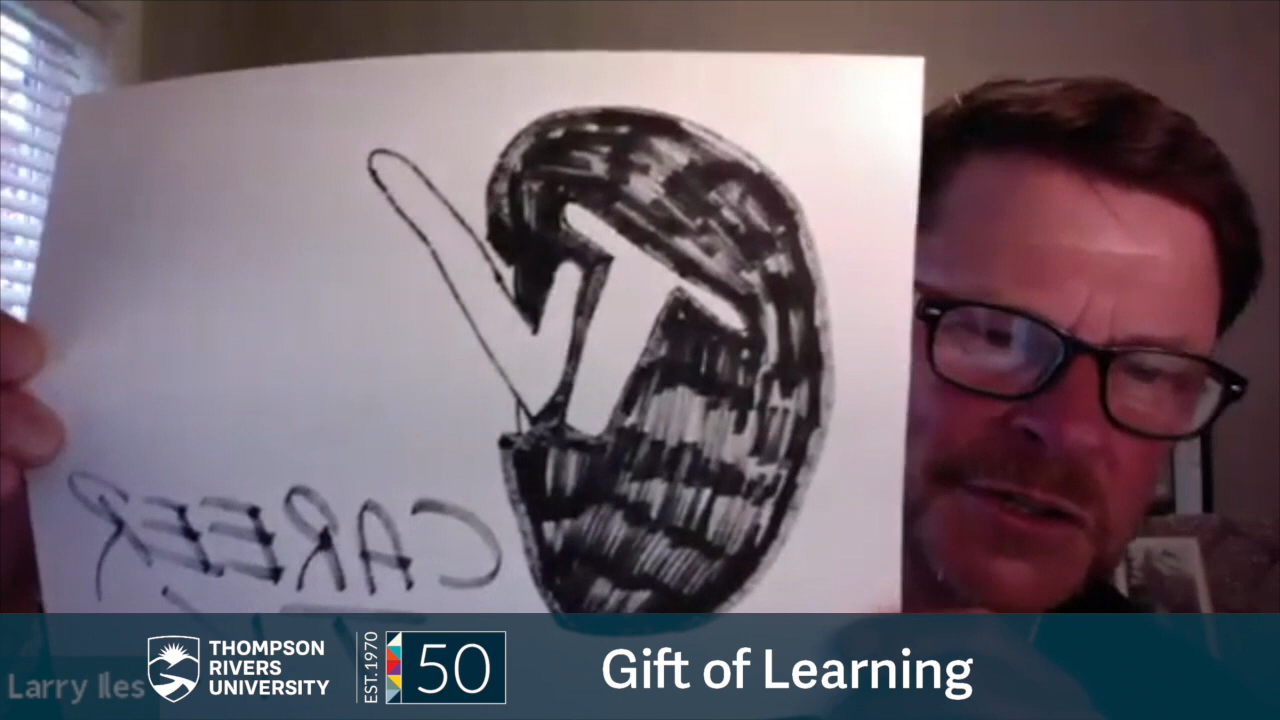 CAREER
Larry Iles
THOMPSON
RIVERS
UNIVERSITY
EST.1970
50
Gift of Learning